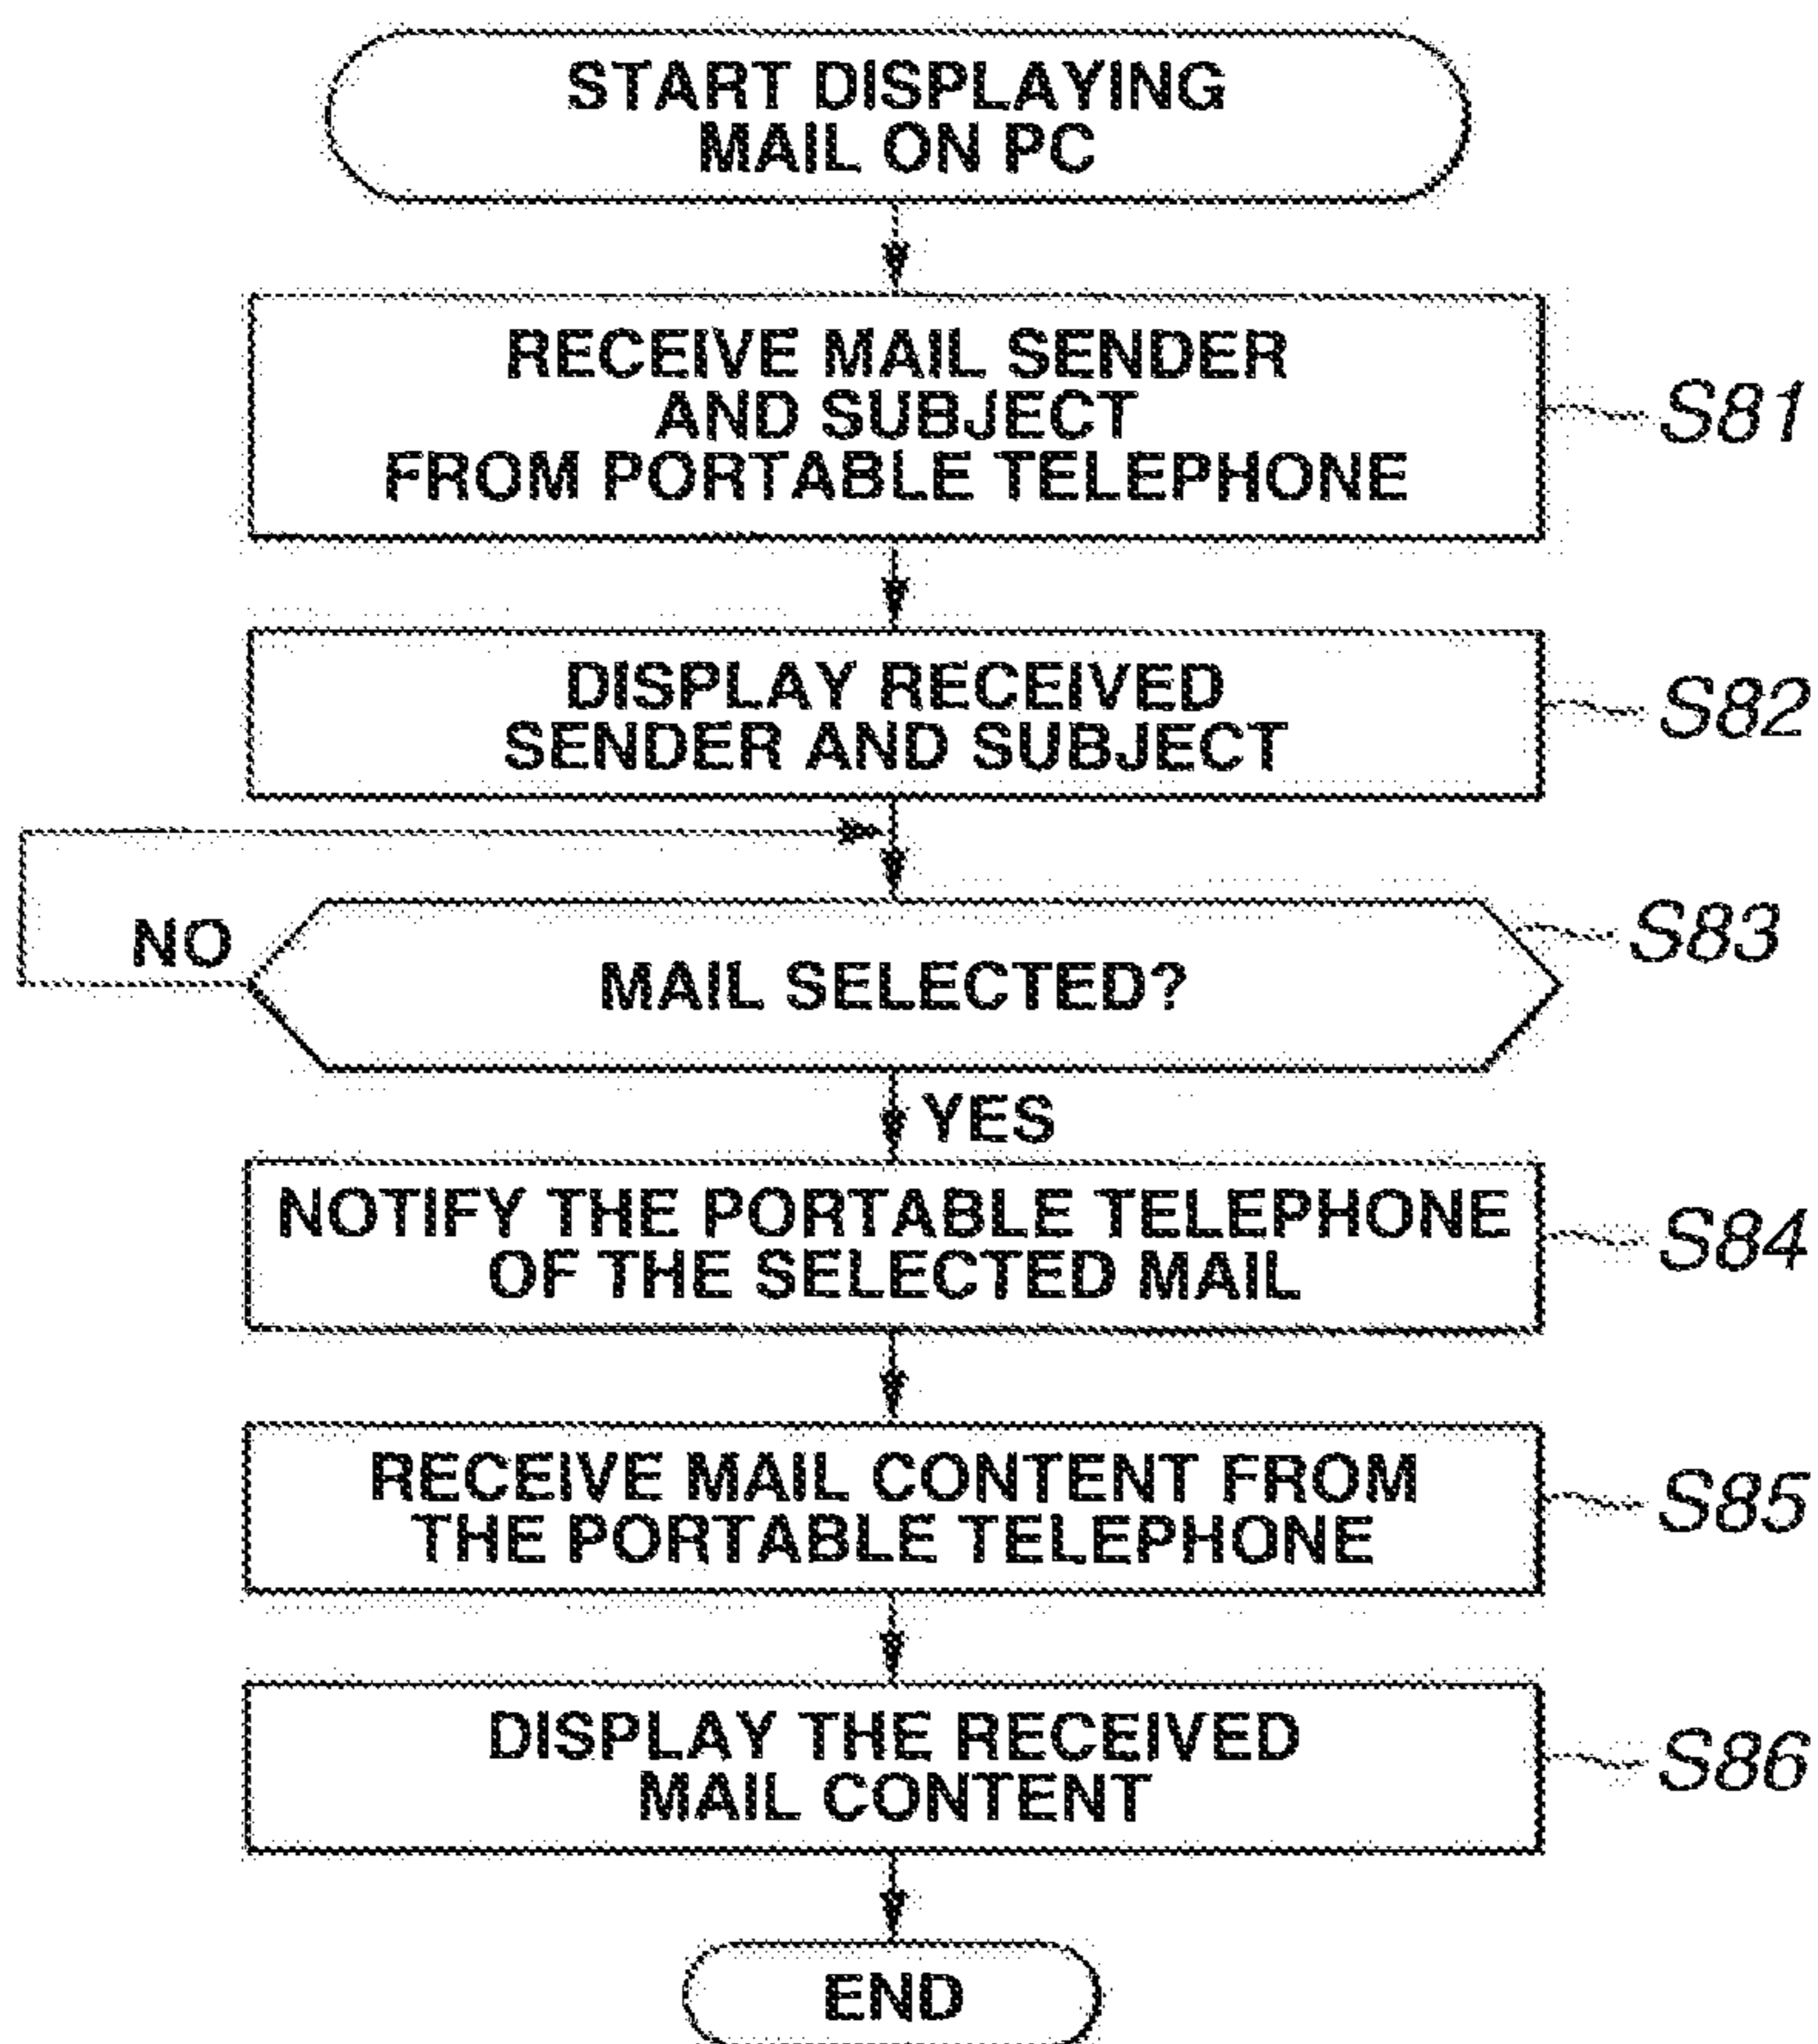 START DISPLAYING
MAIL ON PC
RECEIVE MAIL SENDER
AND SUBJECT
FROM PORTABLE TELEPHONE
S81
DISPLAY RECEIVED
SENDER AND SUBJECT
S82
NO
MAIL SELECTED?
S83
YES
NOTIFY THE PORTABLE TELEPHONE
OF THE SELECTED MAIL
S84
RECEIVE MAIL CONTENT FROM
THE PORTABLE TELEPHONE
S85
DISPLAY THE RECEIVED
MAIL CONTENT
S86
END